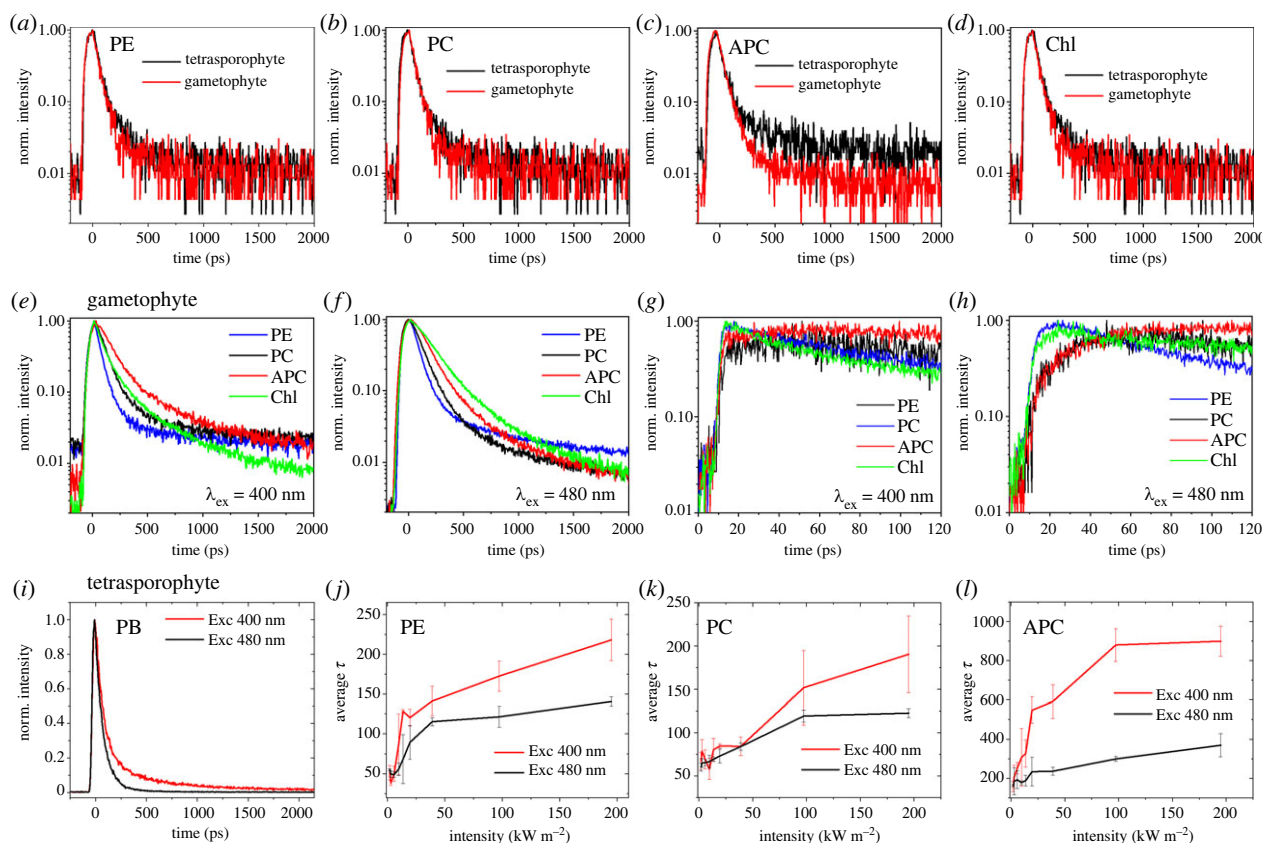 (a)
PE
tetrasporophyte
gametophyte
norm. intensity
1.00
0.10
0.01
0 500 1000 1500 2000
time (ps)
(b)
PC
tetrasporophyte
gametophyte
norm. intensity
1.00
0.10
0.01
0 500 1000 1500 2000
time (ps)
(c)
APC
tetrasporophyte
gametophyte
norm. intensity
1.00
0.10
0.01
0 500 1000 1500 2000
time (ps)
(d)
Chl
tetrasporophyte
gametophyte
norm. intensity
1.00
0.10
0.01
0 500 1000 1500 2000
time (ps)
(e)
gametophyte
PE
PC
APC
Chl
λex = 400 nm
norm. intensity
1.00
0.10
0.01
0 500 1000 1500 2000
time (ps)
(f)
PE
PC
APC
Chl
λex = 480 nm
norm. intensity
1.00
0.10
0.01
0 500 1000 1500 2000
time (ps)
(g)
PE
PC
APC
Chl
λex = 400 nm
norm. intensity
1.00
0.10
0.01
0 20 40 60 80 100 120
time (ps)
(h)
PE
PC
APC
Chl
λex = 480 nm
norm. intensity
1.00
0.10
0.01
0 20 40 60 80 100 120
time (ps)
(i)
tetrasporophyte
PB
Exc 400 nm
Exc 480 nm
norm. intensity
1.0
0.8
0.6
0.4
0.2
0
0 500 1000 1500 2000
time (ps)
(j)
PE
Exc 400 nm
Exc 480 nm
average τ
250
200
150
100
50
0 50 100 150 200
intensity (kW m−2)
(k)
PC
Exc 400 nm
Exc 480 nm
average τ
250
200
150
100
50
0 50 100 150 200
intensity (kW m−2)
(l)
APC
Exc 400 nm
Exc 480 nm
average τ
1000
800
600
400
200
0 50 100 150 200
intensity (kW m−2)